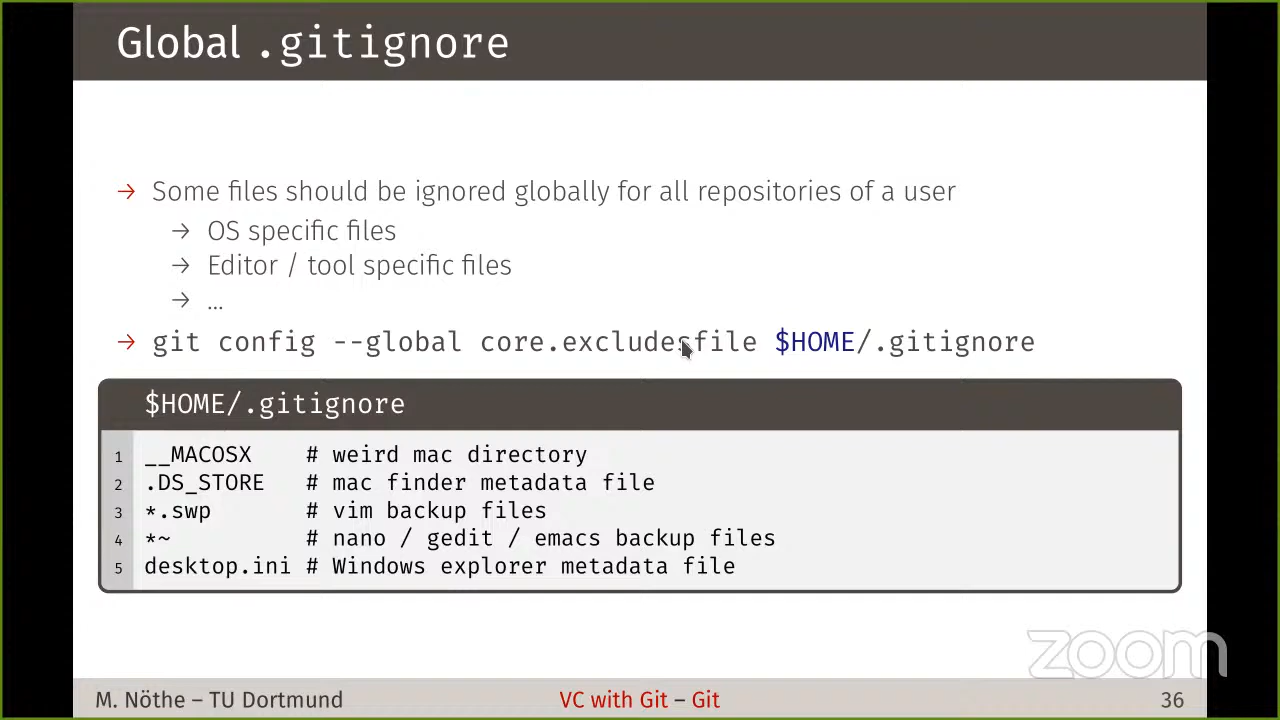 Global .gitignore
→ Some files should be ignored globally for all repositories of a user
→ OS specific files
→ Editor / tool specific files
→ ...
→ git config --global core.excludesfile $HOME/.gitignore
$HOME/.gitignore
1 __MACOSX # weird mac directory
2 .DS_STORE # mac finder metadata file
3 *.swp # vim backup files
4 *~ # nano / gedit / emacs backup files
5 desktop.ini # Windows explorer metadata file
zoom
M. Nöthe – TU Dortmund VC with Git – Git 36